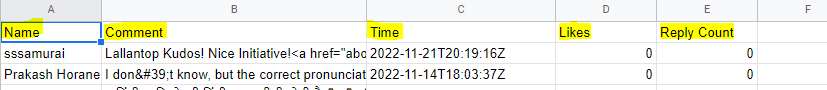 A B C D E F
Name Comment Time Likes Reply Count
sssamurai Lallantop Kudos! Nice Initiative!<a href="abo 2022-11-21T20:19:16Z 0 0
Prakash Horane I don&#39;t know, but the correct pronunciat 2022-11-14T18:03:37Z 0 0